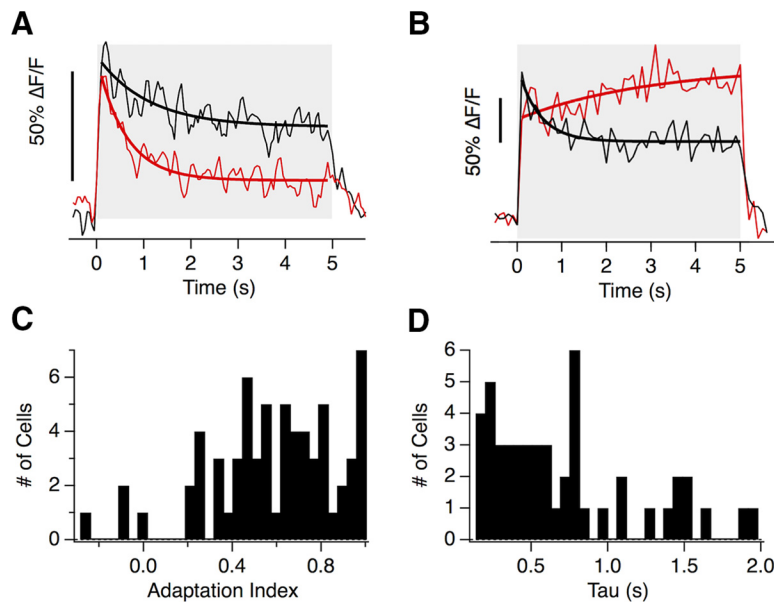 A
50% ΔF/F
0 1 2 3 4 5
Time (s)
B
50% ΔF/F
0 1 2 3 4 5
Time (s)
C
# of Cells
6
4
2
0
0.0 0.4 0.8
Adaptation Index
D
# of Cells
6
5
4
3
2
1
0
0.5 1.0 1.5 2.0
Tau (s)